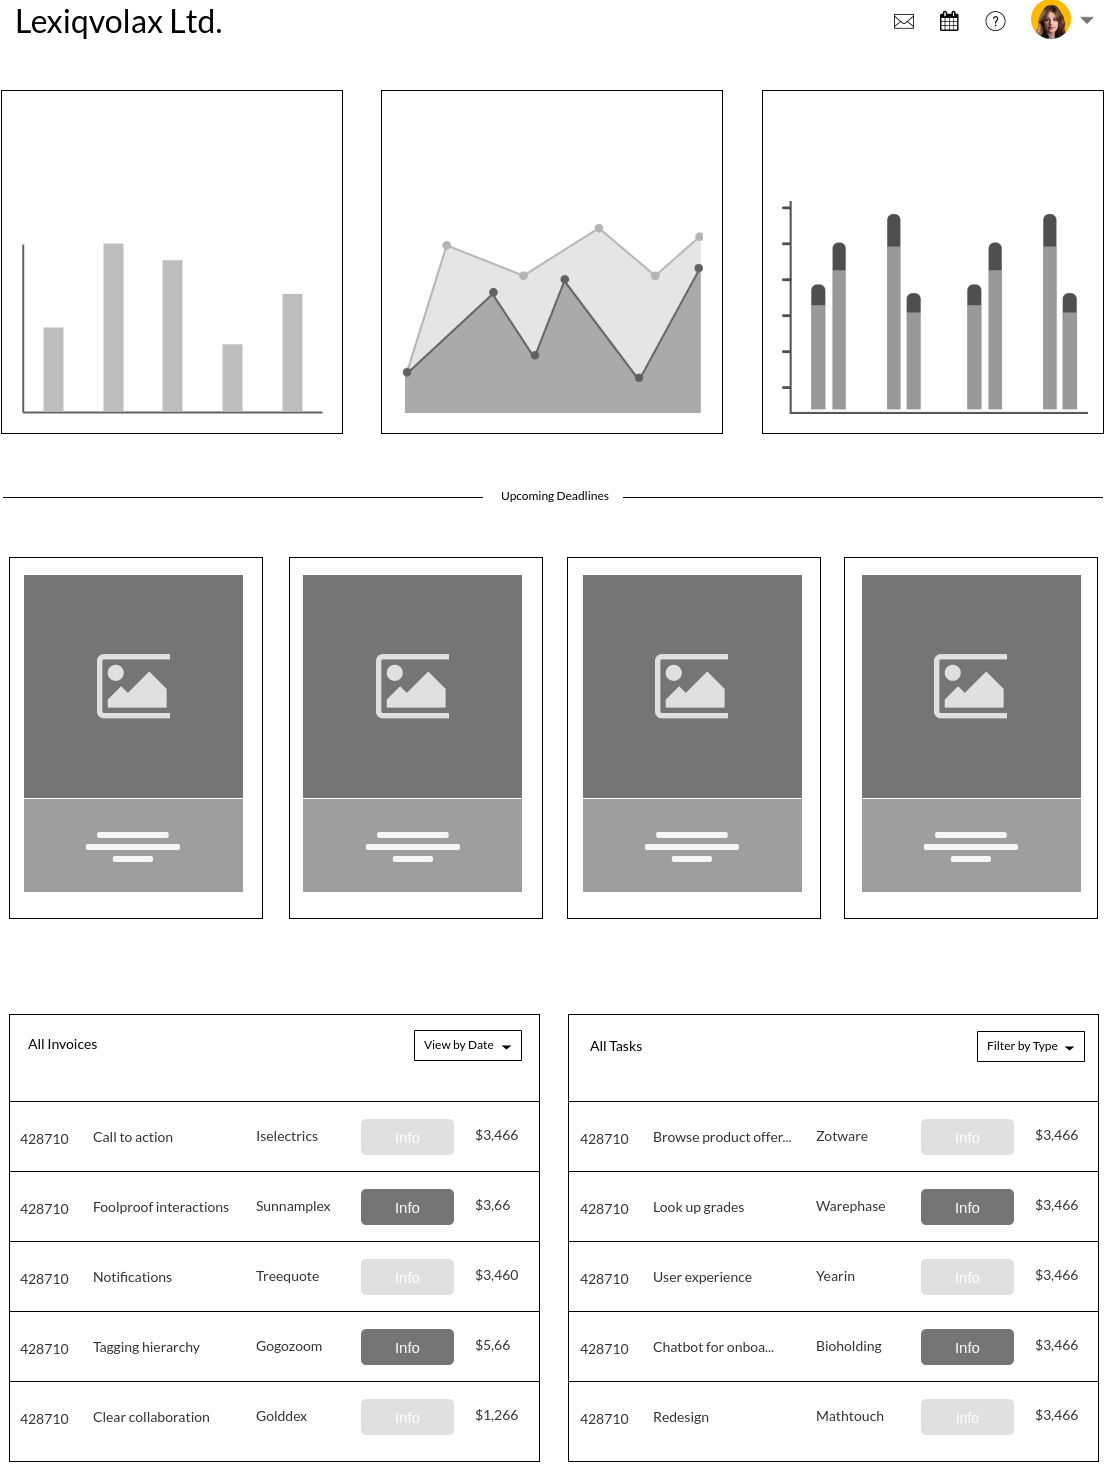 Lexiqvolax Ltd.
Upcoming Deadlines
All Invoices
View by Date
428710 Call to action Iselectrics Info $3,466
428710 Foolproof interactions Sunnamplex Info $3,66
428710 Notifications Treequote Info $3,460
428710 Tagging hierarchy Gogozoom Info $5,66
428710 Clear collaboration Golddex Info $1,266
All Tasks
Filter by Type
428710 Browse product offer... Zotware Info $3,466
428710 Look up grades Warephase Info $3,466
428710 User experience Yearin Info $3,466
428710 Chatbot for onboa... Bioholding Info $3,466
428710 Redesign Mathtouch Info $3,466